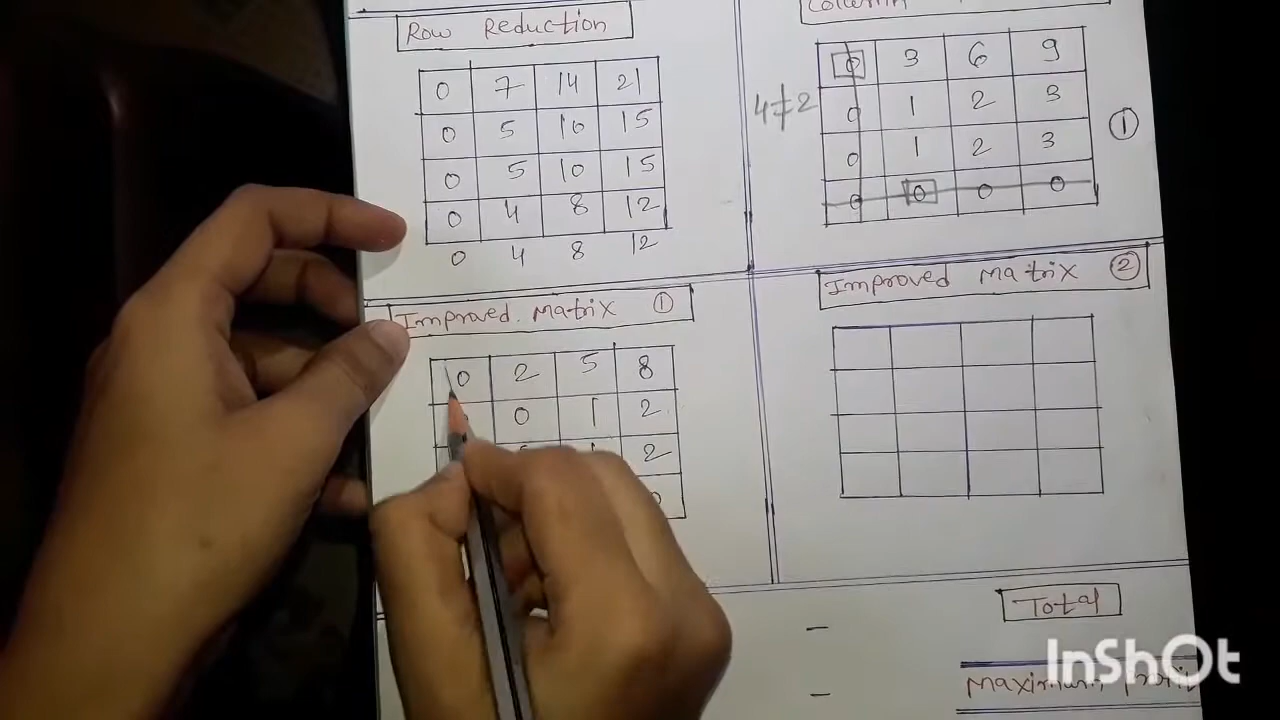 Row Reduction
0 7 14 21
0 5 10 15
0 5 10 15
0 4 8 12
0 4 8 12
Column
0 3 6 9
4≠2
0 1 2 3
①
0 1 2 3
0 0 0 0
Improved Matrix ①
0 2 5 8
0 1 2
2
Improved Matrix ②
Total
-
-
Maximum
InShOt